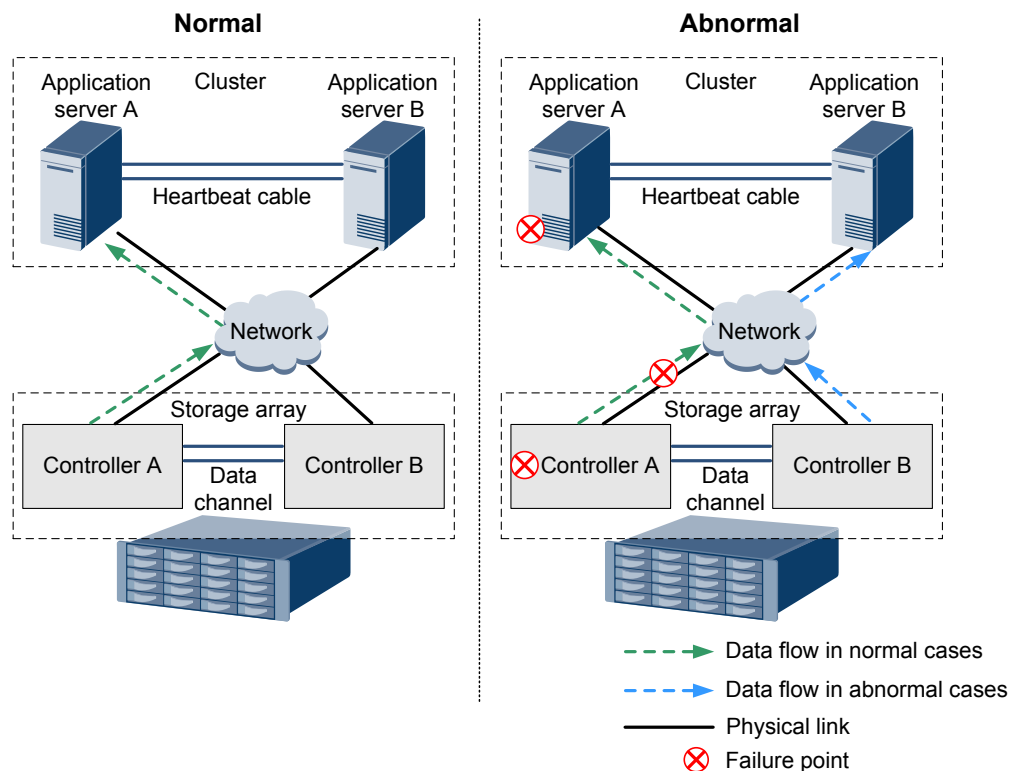 Normal
Application
server A
Cluster
Application
server B
Heartbeat cable
Network
Storage array
Controller A
Data
channel
Controller B
Abnormal
Application
server A
Cluster
Application
server B
Heartbeat cable
Network
Storage array
Controller A
Data
channel
Controller B
Data flow in normal cases
Data flow in abnormal cases
Physical link
Failure point